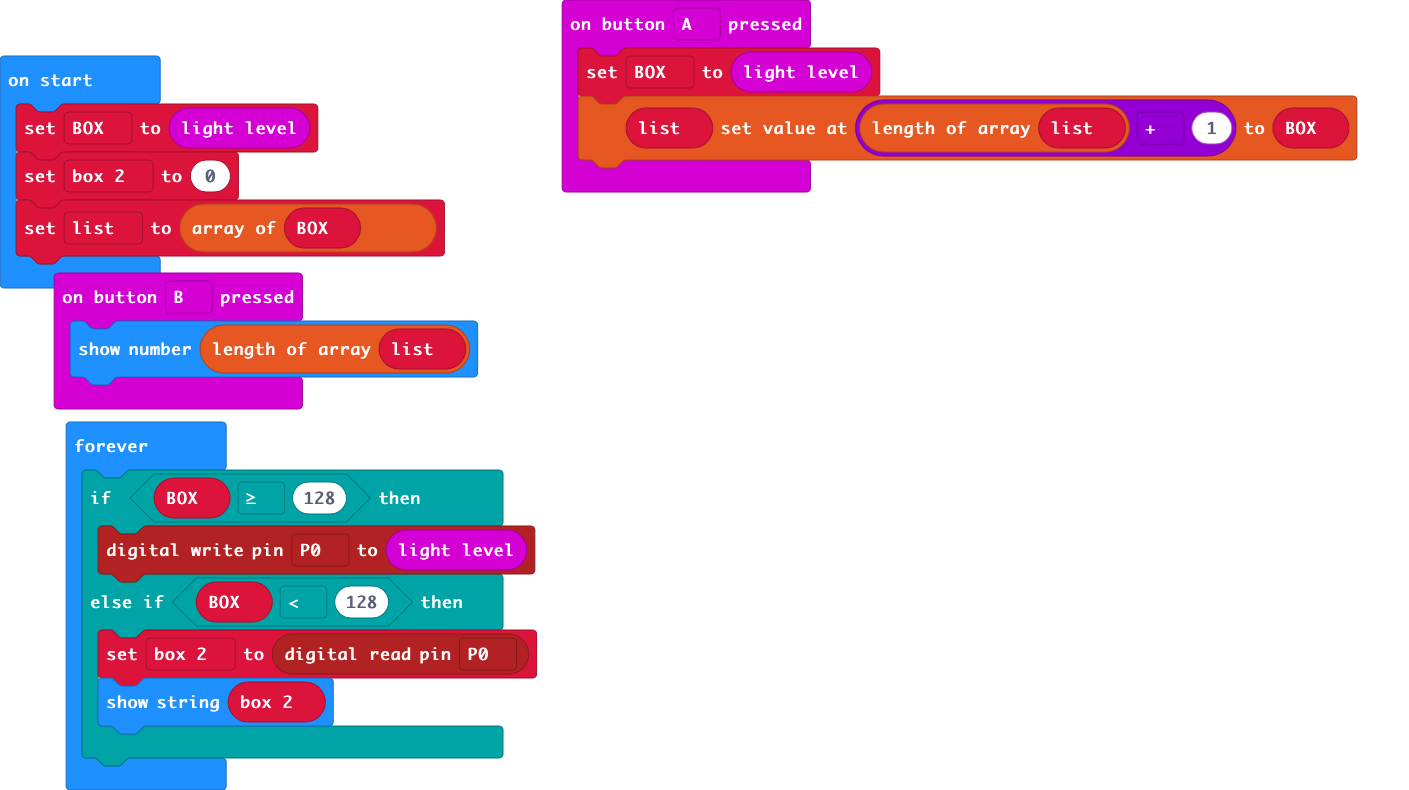 on start
set BOX to light level
set box 2 to 0
set list to array of BOX
on button B pressed
show number length of array list
forever
if BOX ≥ 128 then
digital write pin P0 to light level
else if BOX < 128 then
set box 2 to digital read pin P0
show string box 2
on button A pressed
set BOX to light level
list set value at length of array list + 1 to BOX